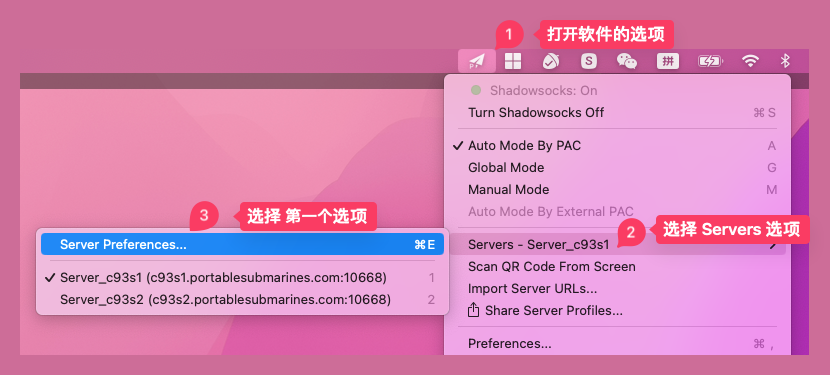 1 打开软件的选项
S 拼
Shadowsocks: On
Turn Shadowsocks Off ⌘ S
✓ Auto Mode By PAC A
Global Mode G
Manual Mode M
Auto Mode By External PAC
3 选择 第一个选项
2 选择 Servers 选项
Server Preferences... ⌘E
Servers - Server_c93s1
✓ Server_c93s1 (c93s1.portablesubmarines.com:10668) 1
Server_c93s2 (c93s2.portablesubmarines.com:10668) 2
Scan QR Code From Screen
Import Server URLs...
Share Server Profiles...
Preferences... ⌘ ,